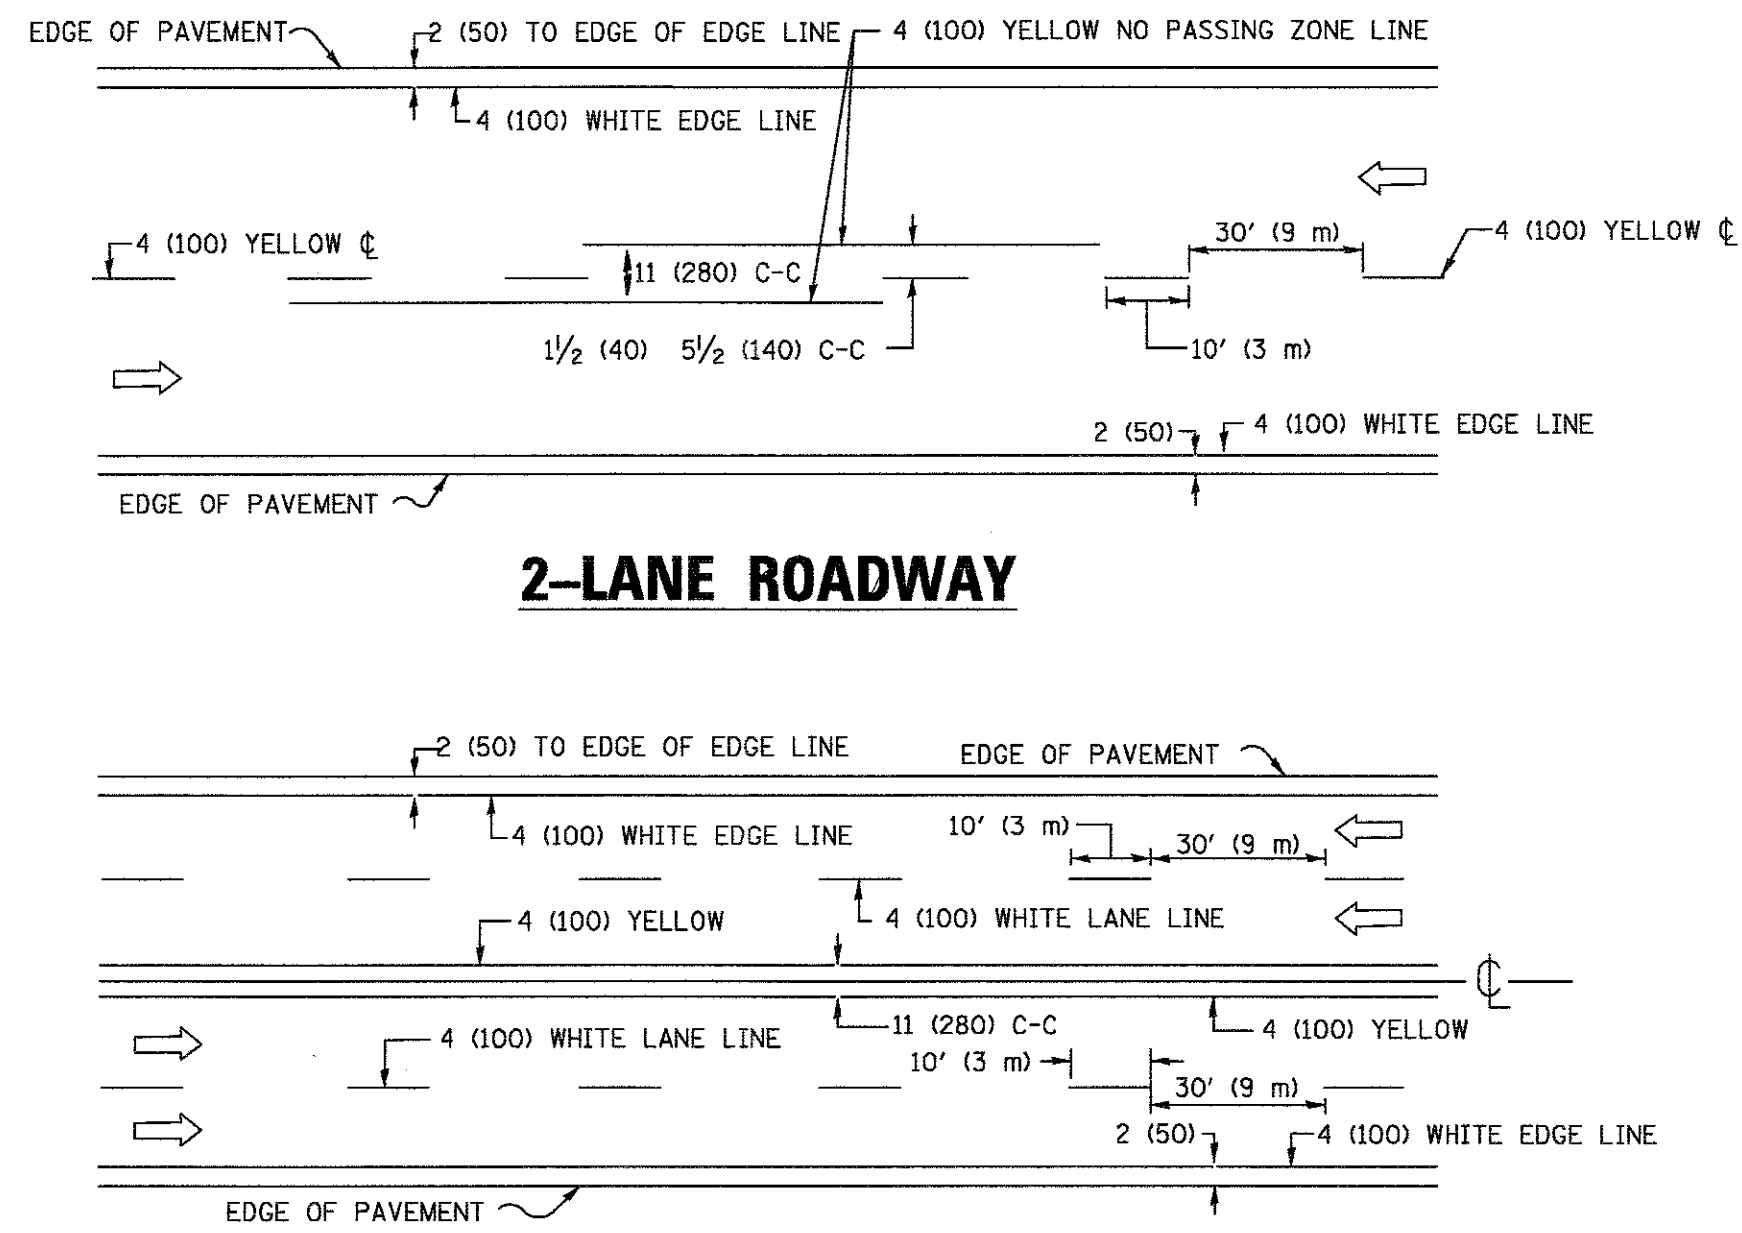 EDGE OF PAVEMENT
2 (50) TO EDGE OF EDGE LINE
4 (100) YELLOW NO PASSING ZONE LINE
4 (100) WHITE EDGE LINE
4 (100) YELLOW ℄
30' (9 m)
4 (100) YELLOW ℄
11 (280) C-C
1½ (40) 5½ (140) C-C
10' (3 m)
2 (50)
4 (100) WHITE EDGE LINE
EDGE OF PAVEMENT
2-LANE ROADWAY
2 (50) TO EDGE OF EDGE LINE
EDGE OF PAVEMENT
4 (100) WHITE EDGE LINE
10' (3 m)
30' (9 m)
4 (100) YELLOW
4 (100) WHITE LANE LINE
℄
11 (280) C-C
4 (100) YELLOW
4 (100) WHITE LANE LINE
10' (3 m)
30' (9 m)
2 (50)
4 (100) WHITE EDGE LINE
EDGE OF PAVEMENT